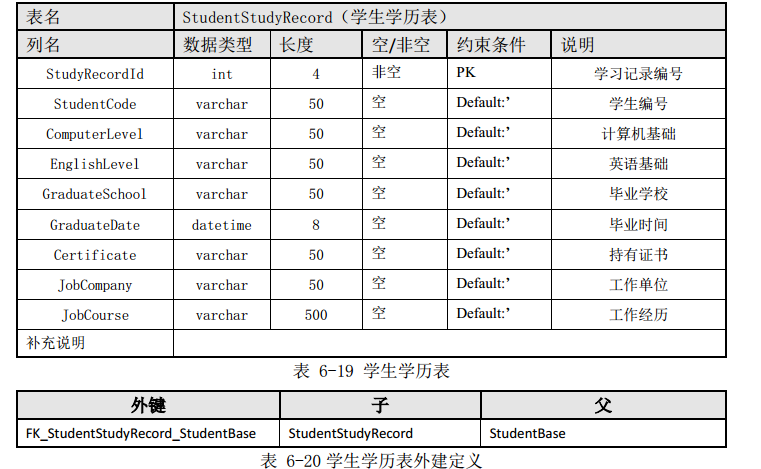 表名 StudentStudyRecord（学生学历表）
列名 数据类型 长度 空/非空 约束条件 说明
StudyRecordId int 4 非空 PK 学习记录编号
StudentCode varchar 50 空 Default:’ 学生编号
ComputerLevel varchar 50 空 Default:’ 计算机基础
EnglishLevel varchar 50 空 Default:’ 英语基础
GraduateSchool varchar 50 空 Default:’ 毕业学校
GraduateDate datetime 8 空 Default:’ 毕业时间
Certificate varchar 50 空 Default:’ 持有证书
JobCompany varchar 50 空 Default:’ 工作单位
JobCourse varchar 500 空 Default:’ 工作经历
补充说明
表 6-19 学生学历表
外键 子 父
FK_StudentStudyRecord_StudentBase StudentStudyRecord StudentBase
表 6-20 学生学历表外建定义